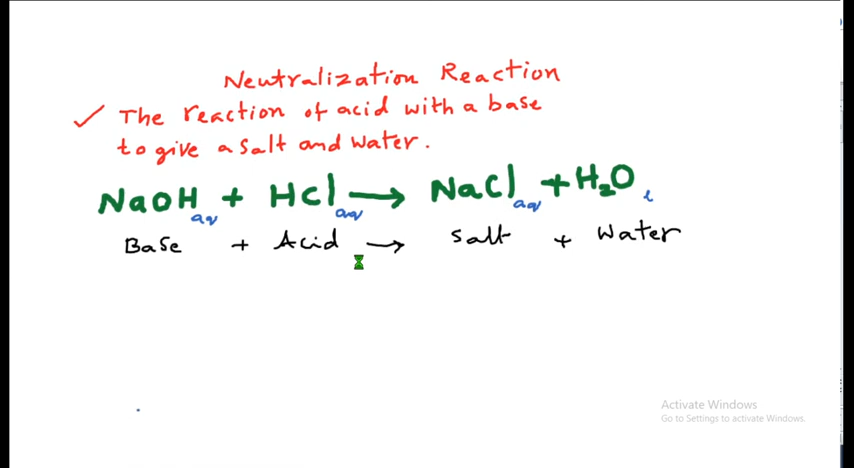 Neutralization Reaction
✓ The reaction of acid with a base
to give a salt and water.
NaOH aq + HCl aq → NaCl aq + H₂O l
Base + Acid → Salt + Water
Activate Windows
Go to Settings to activate Windows.